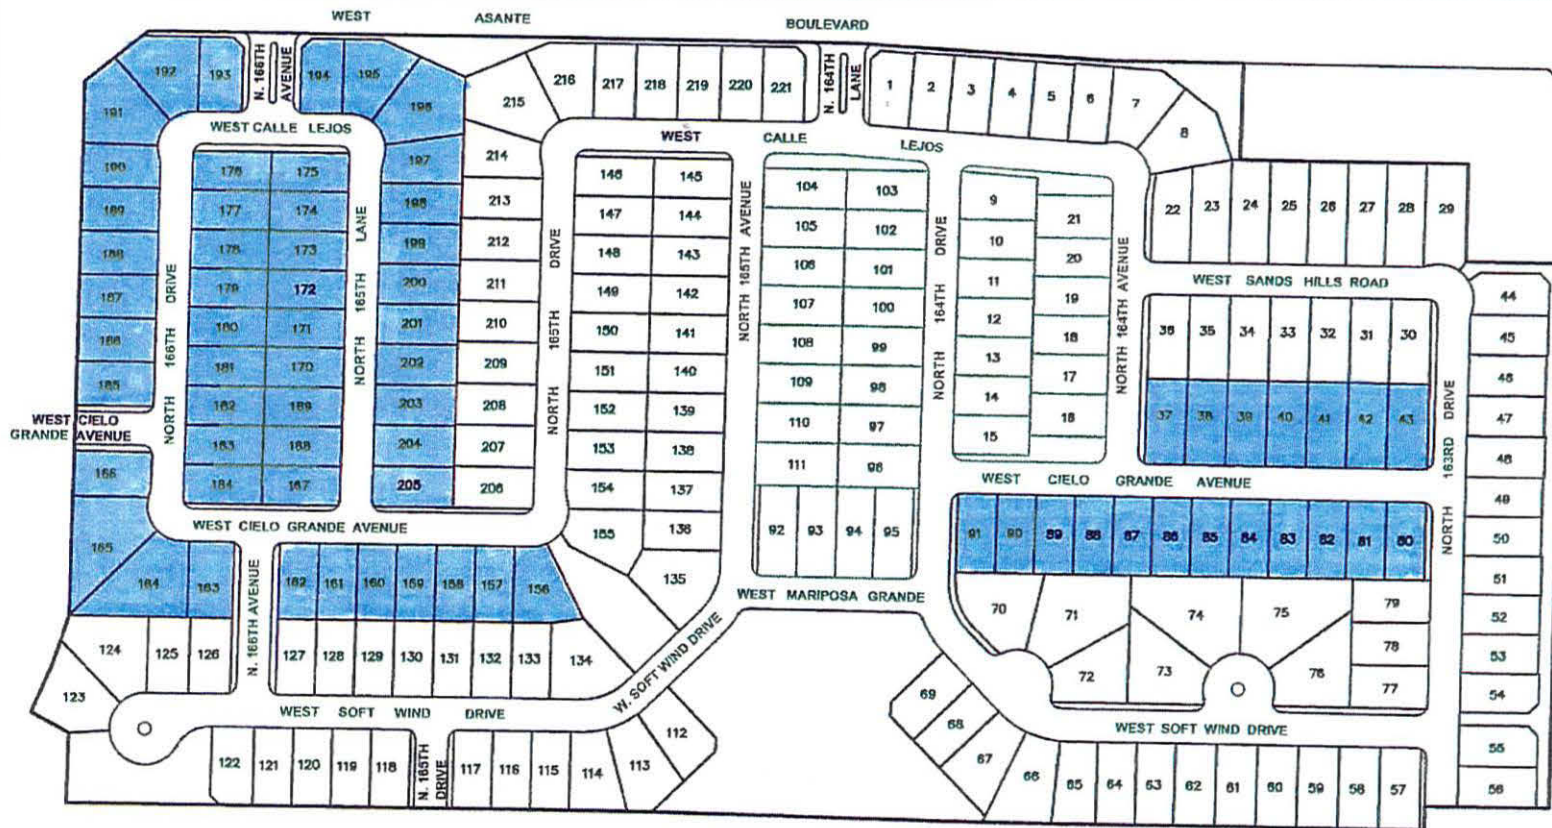 WEST ASANTE BOULEVARD
192 193 N. 166TH AVENUE 194 195 196
191
215 216 217 218 219 220 221 N. 164TH LANE 1 2 3 4 5 6 7 8
WEST CALLE LEJOS
WEST CALLE LEJOS
190 189 188 187 186 185
NORTH 166TH DRIVE
176 175
177 174
178 173
179 172
180 171
181 170
182 169
183 168
184 167
NORTH 165TH LANE
197 198 199 200 201 202 203 204 205
214 213 212 211 210 209 208 207 206
NORTH 165TH DRIVE
146 145
147 144
148 143
149 142
150 141
151 140
152 139
153 138
154 137
155 136
135
NORTH 165TH AVENUE
104 103
105 102
106 101
107 100
108 99
109 98
110 97
111 96
92 93 94 95
NORTH 164TH DRIVE
9 10 11 12 13 14 15
21 20 19 18 17 16
NORTH 164TH AVENUE
22 23 24 25 26 27 28 29
WEST SANDS HILLS ROAD
36 35 34 33 32 31 30
37 38 39 40 41 42 43
NORTH 163RD DRIVE
44 45 46 47 48 49 50 51 52 53 54 55 56
WEST CIELO
GRANDE AVENUE
166 165 164 163
WEST CIELO GRANDE AVENUE
WEST CIELO GRANDE AVENUE
N. 166TH AVENUE
162 161 160 159 158 157 156
91 90 89 88 87 86 85 84 83 82 81 80
WEST MARIPOSA GRANDE
70 71 74 75 79
72 73 76 78 77
123 124 125 126
127 128 129 130 131 132 133 134
W. SOFT WIND DRIVE
WEST SOFT WIND DRIVE
WEST SOFT WIND DRIVE
122 121 120 119 118 N. 165TH DRIVE 117 116 115 114 113 112
69 68 67 66 65 64 63 62 61 60 59 58 57